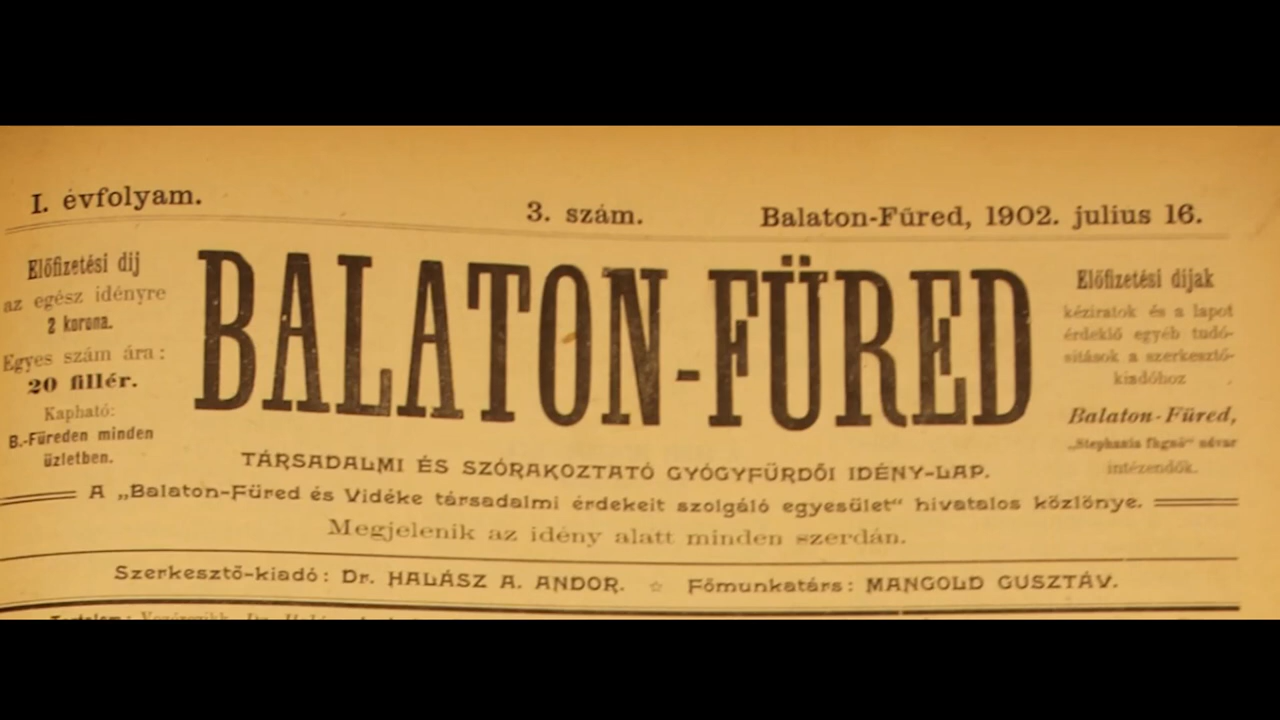 I. évfolyam.
3. szám.
Balaton-Füred, 1902. julius 16.
Előfizetési dij
az egész idényre
2 korona.
Egyes szám ára:
20 fillér.
Kapható:
B.-Füreden minden
üzletben.
BALATON-FÜRED
Előfizetési dijak
kéziratok és a lapot
érdeklő egyéb tudó-
sitások a szerkesztő-
kiadóhoz
Balaton-Füred,
udvar
intézendők.
TÁRSADALMI ÉS SZÓRAKOZTATÓ GYÓGYFÜRDŐI IDÉNY-LAP.
A „Balaton-Füred és Vidéke társadalmi érdekeit szolgáló egyesület“ hivatalos közlönye.
Megjelenik az idény alatt minden szerdán.
Szerkesztő-kiadó: Dr. HALÁSZ A. ANDOR. ☆ Főmunkatárs: MANGOLD GUSZTÁV.